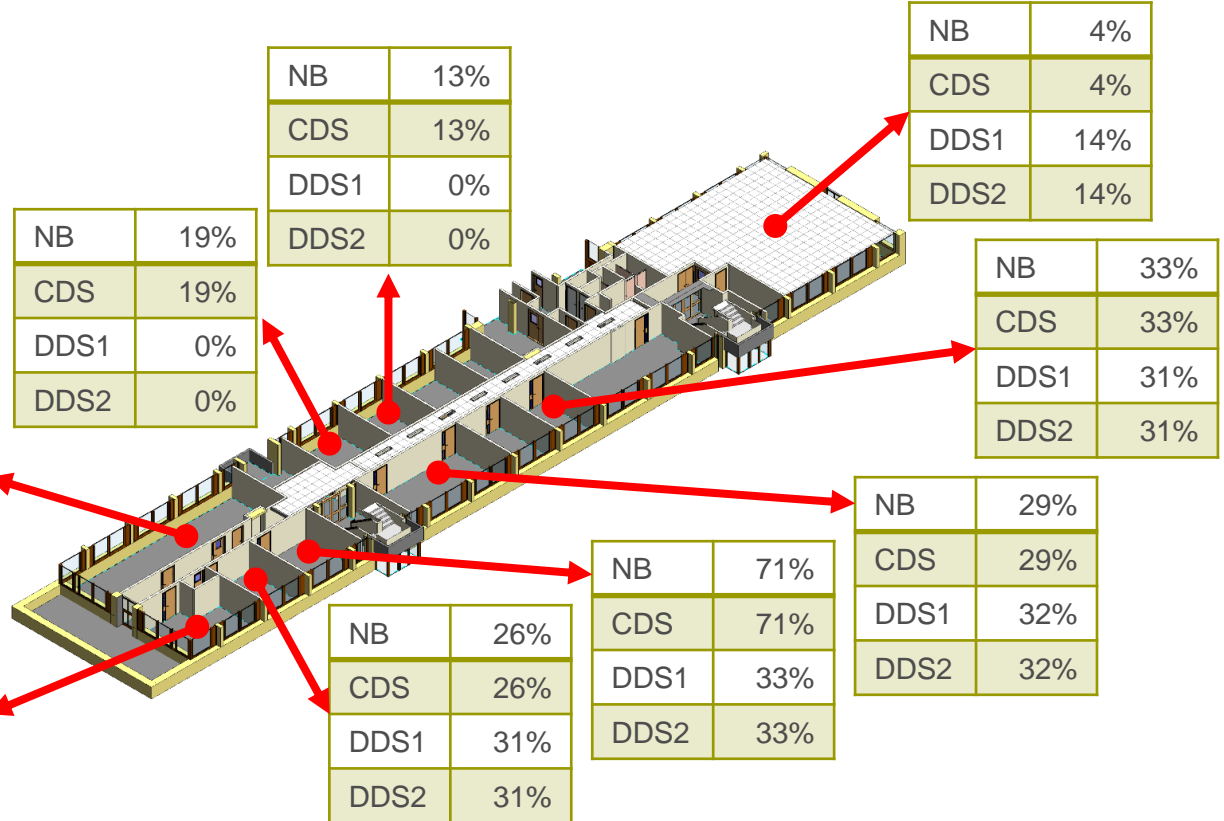 NB 4%
CDS 4%
DDS1 14%
DDS2 14%
NB 13%
CDS 13%
DDS1 0%
DDS2 0%
NB 19%
CDS 19%
DDS1 0%
DDS2 0%
NB 33%
CDS 33%
DDS1 31%
DDS2 31%
NB 29%
CDS 29%
DDS1 32%
DDS2 32%
NB 71%
CDS 71%
DDS1 33%
DDS2 33%
NB 26%
CDS 26%
DDS1 31%
DDS2 31%